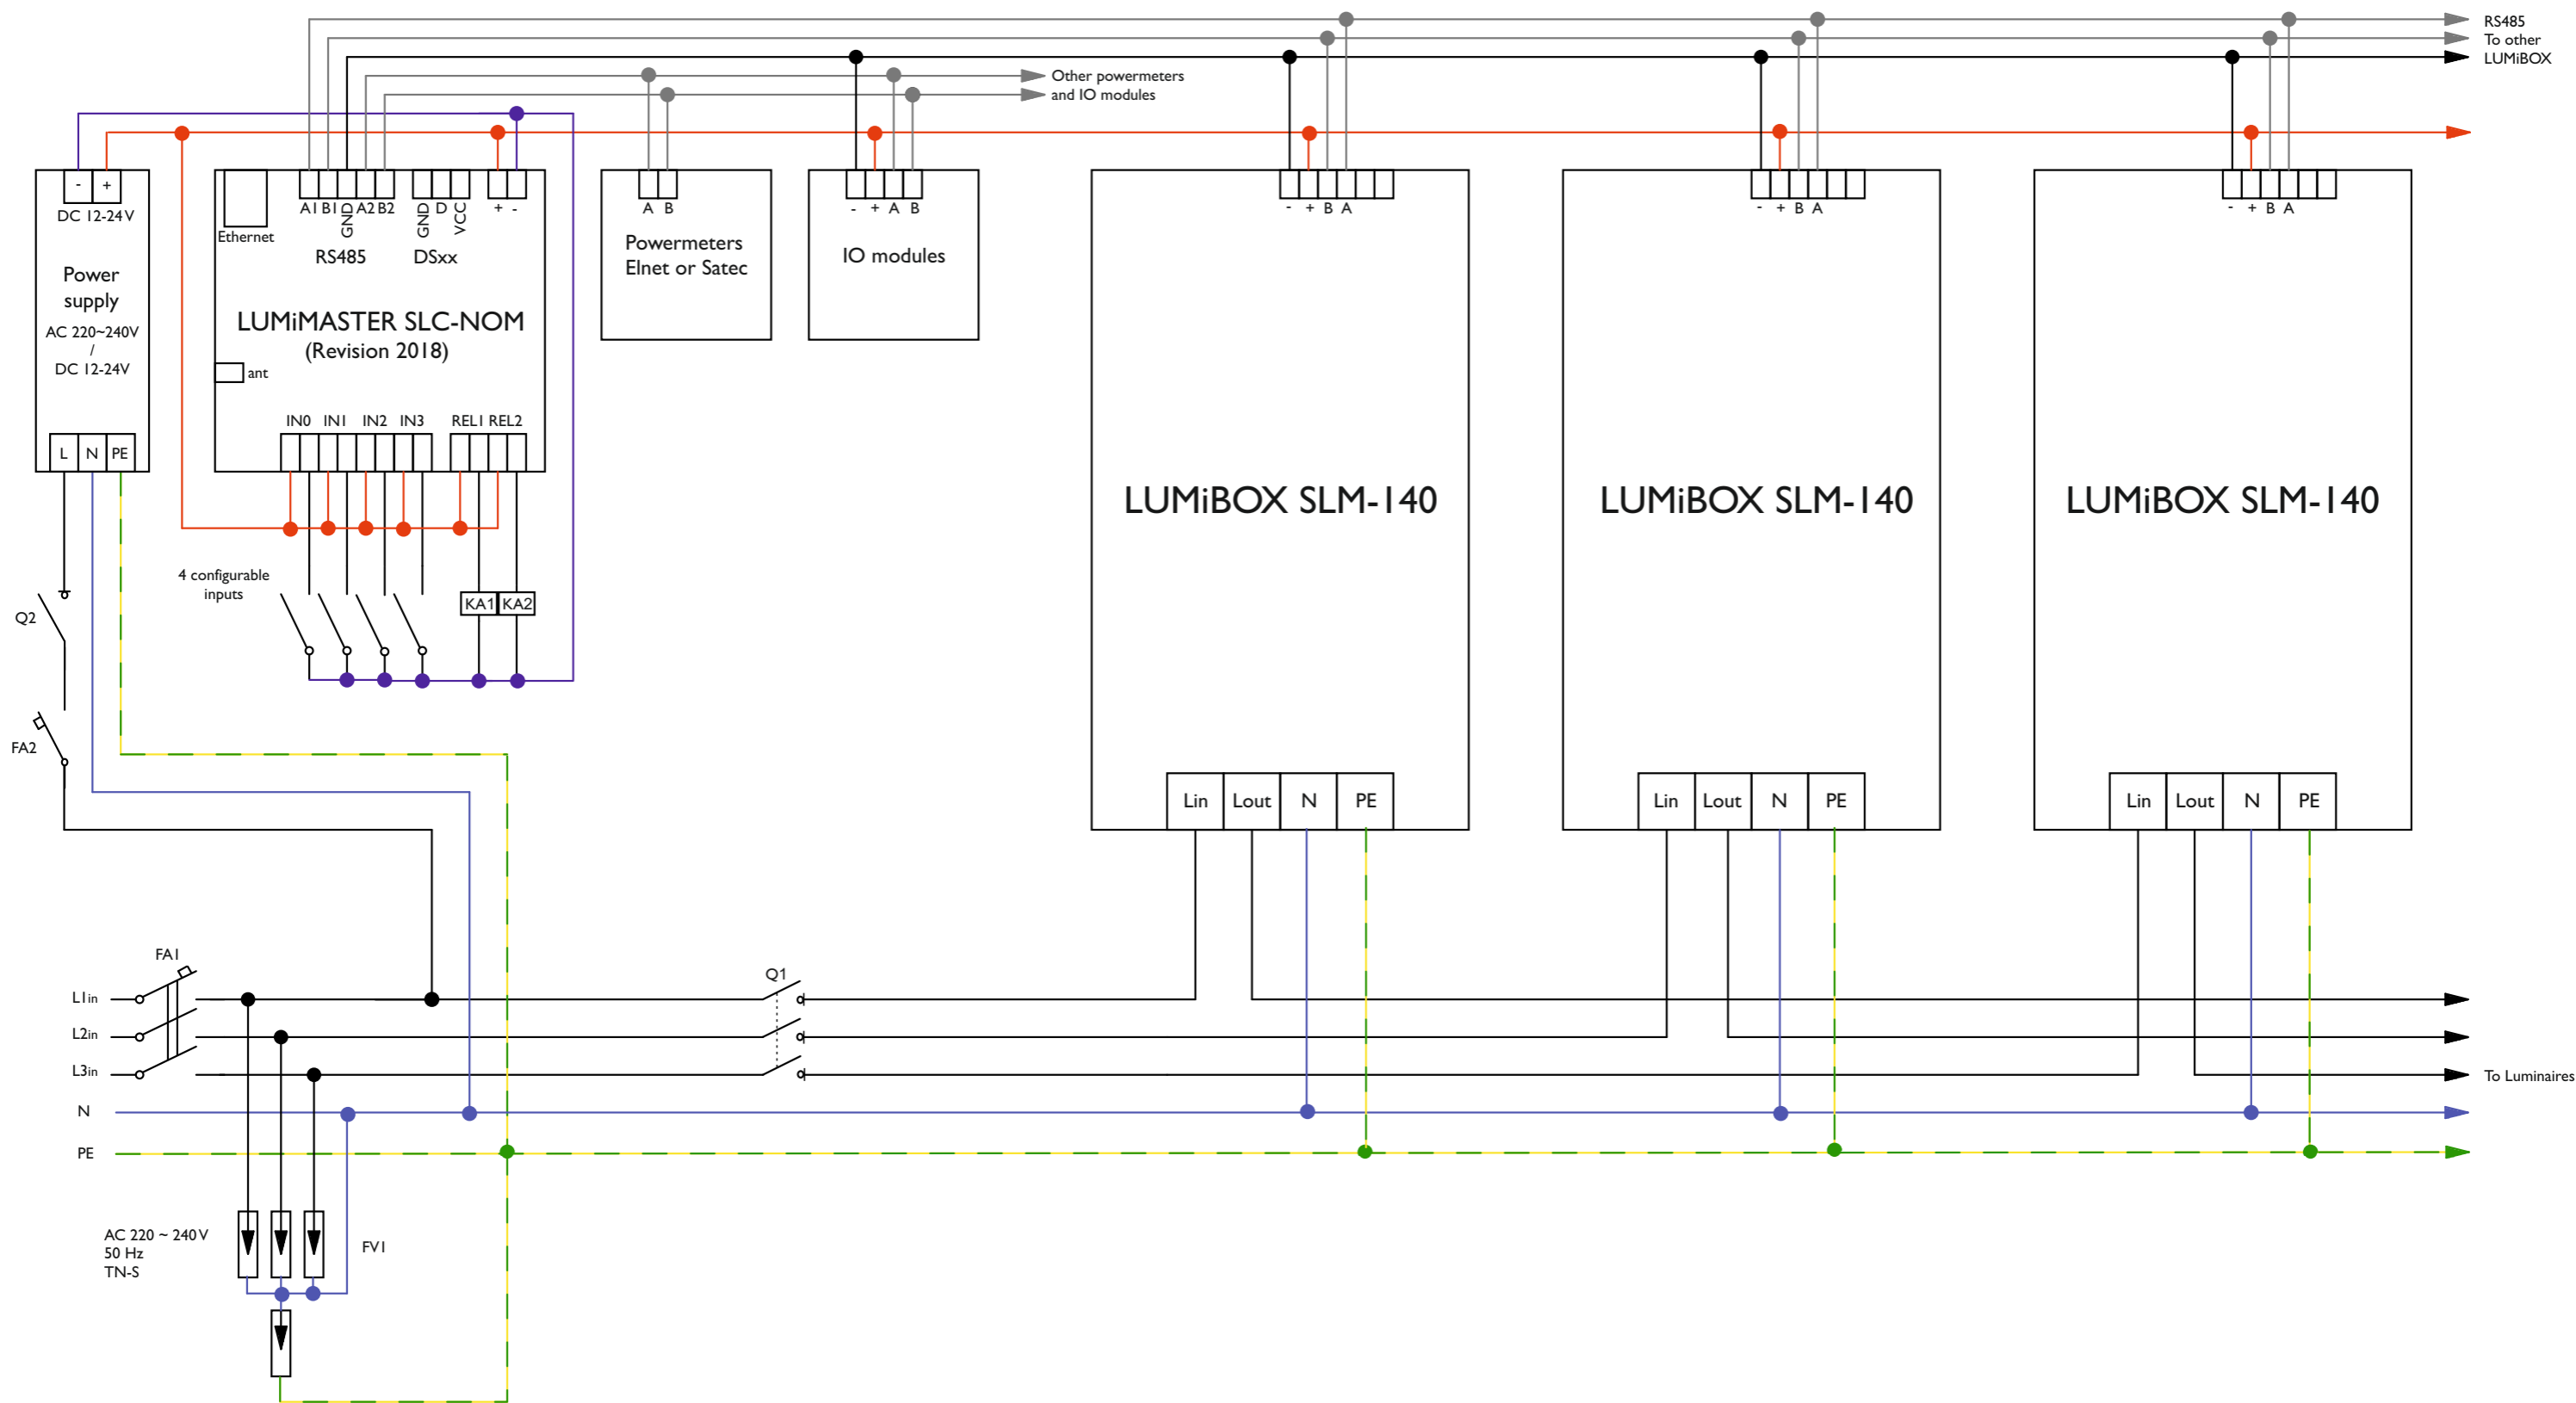 RS485
To other
LUMiBOX
Other powermeters
and IO modules
- +
DC 12-24V
Power
supply
AC 220~240V
/
DC 12-24V
L N PE
Ethernet
A1 B1 GND A2 B2
RS485
GND D VCC
DSxx
+ -
LUMiMASTER SLC-NOM
(Revision 2018)
ant
IN0 IN1 IN2 IN3 REL1 REL2
A B
Powermeters
Elnet or Satec
- + A B
IO modules
- + B A
LUMiBOX SLM-140
Lin Lout N PE
- + B A
LUMiBOX SLM-140
Lin Lout N PE
- + B A
LUMiBOX SLM-140
Lin Lout N PE
4 configurable
inputs
KA1 KA2
Q2
FA2
FA1
Q1
L1in
L2in
L3in
N
PE
To Luminaires
AC 220 ~ 240V
50 Hz
TN-S
FV1